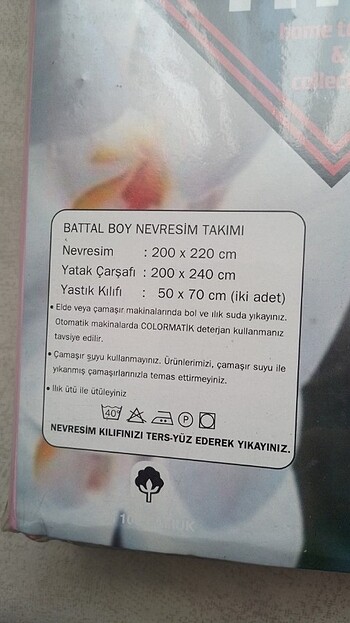 home
&
BATTAL BOY NEVRESİM TAKIMI
Nevresim : 200 x 220 cm
Yatak Çarşafı : 200 x 240 cm
Yastık Kılıfı : 50 x 70 cm (iki adet)
• Elde veya çamaşır makinalarında bol ve ılık suda yıkayınız.
Otomatik makinalarda COLORMATİK deterjan kullanmanız
tavsiye edilir.
• Çamaşır suyu kullanmayınız. Ürünlerimizi, çamaşır suyu ile
yıkanmış çamaşırlarınızla temas ettirmeyiniz.
• Ilık ütü ile ütüleyiniz
40° P
NEVRESİM KILIFINIZI TERS-YÜZ EDEREK YIKAYINIZ.